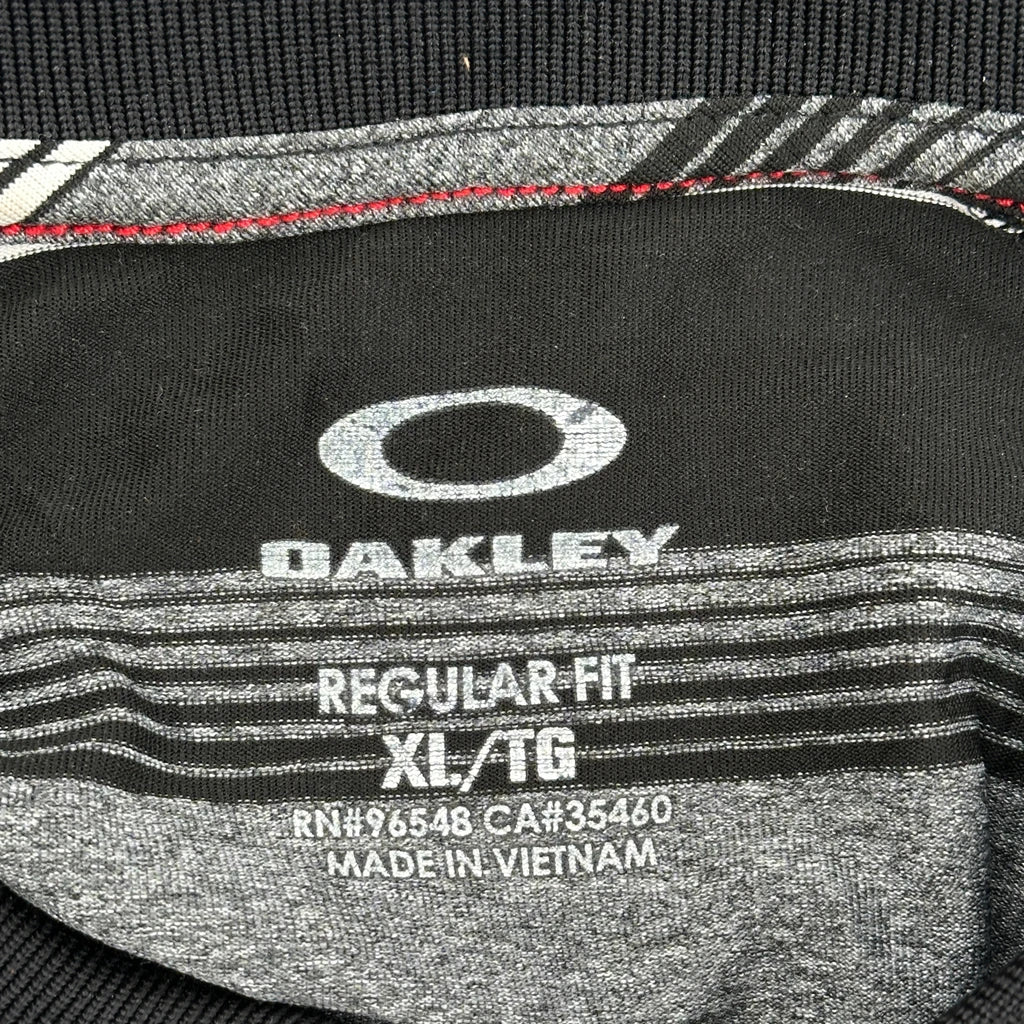 OAKLEY
REGULAR FIT
XL/TG
RN#96548 CA#35460
MADE IN VIETNAM